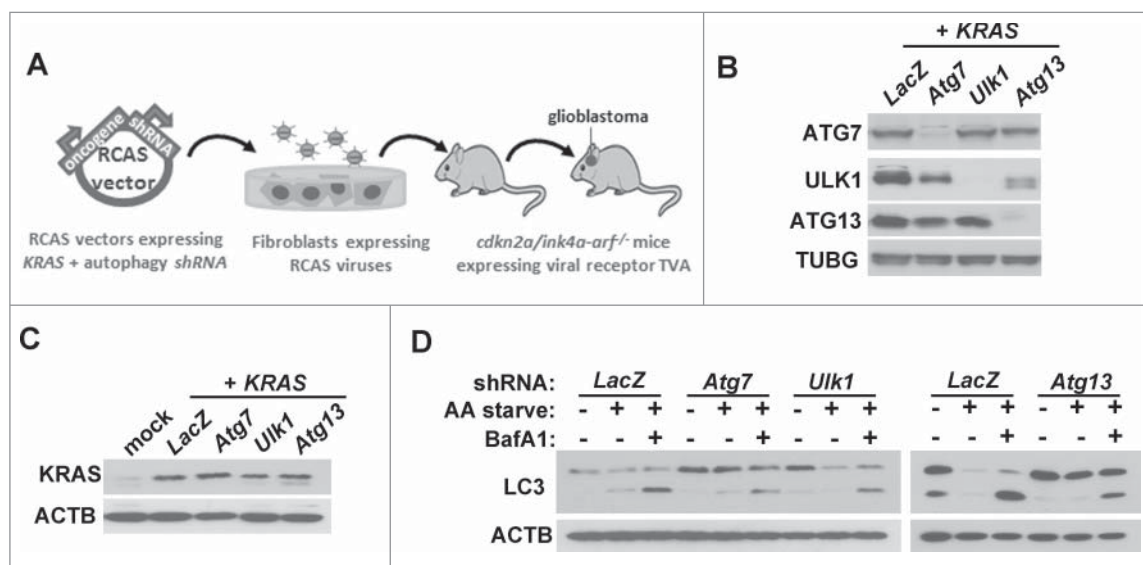 A
oncogene
shRNA
RCAS
vector
RCAS vectors expressing
KRAS + autophagy shRNA
Fibroblasts expressing
RCAS viruses
glioblastoma
cdkn2a/ink4a-arf-/- mice
expressing viral receptor TVA
B
+ KRAS
LacZ Atg7 Ulk1 Atg13
ATG7
ULK1
ATG13
TUBG
C
+ KRAS
mock LacZ Atg7 Ulk1 Atg13
KRAS
ACTB
D
shRNA: LacZ Atg7 Ulk1 LacZ Atg13
AA starve: - + + - + + - + + - + + - + +
BafA1: - - + - - + - - + - - + - - +
LC3
ACTB